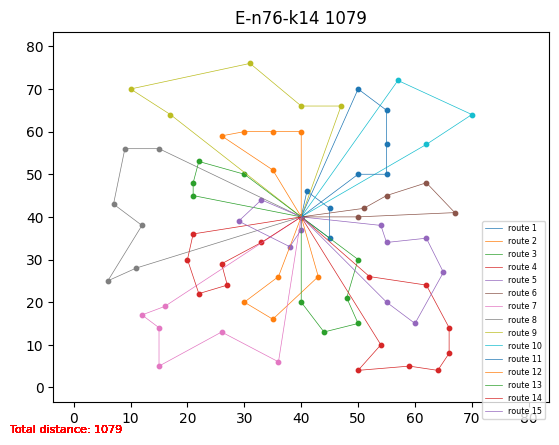 E-n76-k14 1079
80
70
60
50
40
30
20
10
0
0 10 20 30 40 50 60 70 80
route 1
route 2
route 3
route 4
route 5
route 6
route 7
route 8
route 9
route 10
route 11
route 12
route 13
route 14
route 15
Total distance: 1079